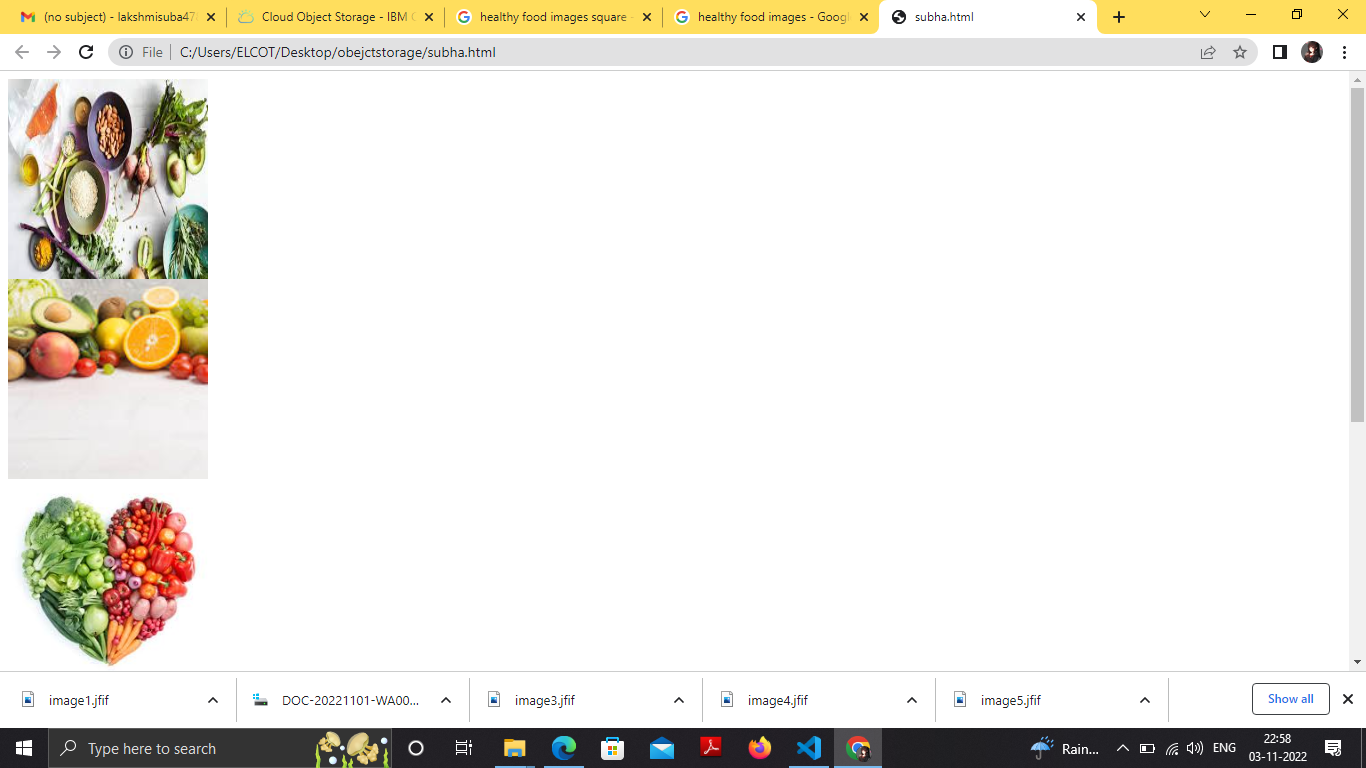 (no subject) - lakshmisuba47
Cloud Object Storage - IBM C
healthy food images square -
healthy food images - Google
subha.html
File
C:/Users/ELCOT/Desktop/obejctstorage/subha.html
image1.jfif
DOC-20221101-WA00...
image3.jfif
image4.jfif
image5.jfif
Show all
Type here to search
Rain...
ENG
22:58
03-11-2022